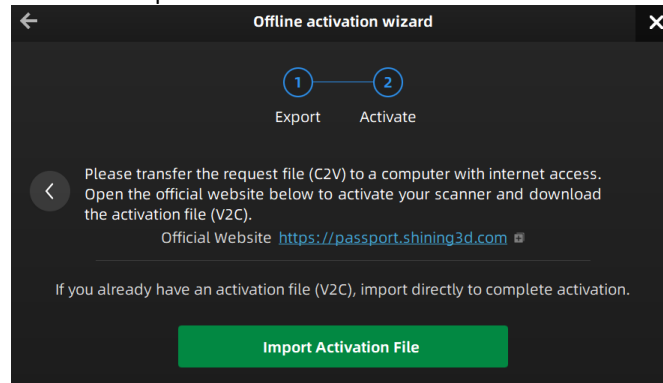 Offline activation wizard
1 2
Export Activate
Please transfer the request file (C2V) to a computer with internet access.
Open the official website below to activate your scanner and download
the activation file (V2C).
Official Website https://passport.shining3d.com
If you already have an activation file (V2C), import directly to complete activation.
Import Activation File